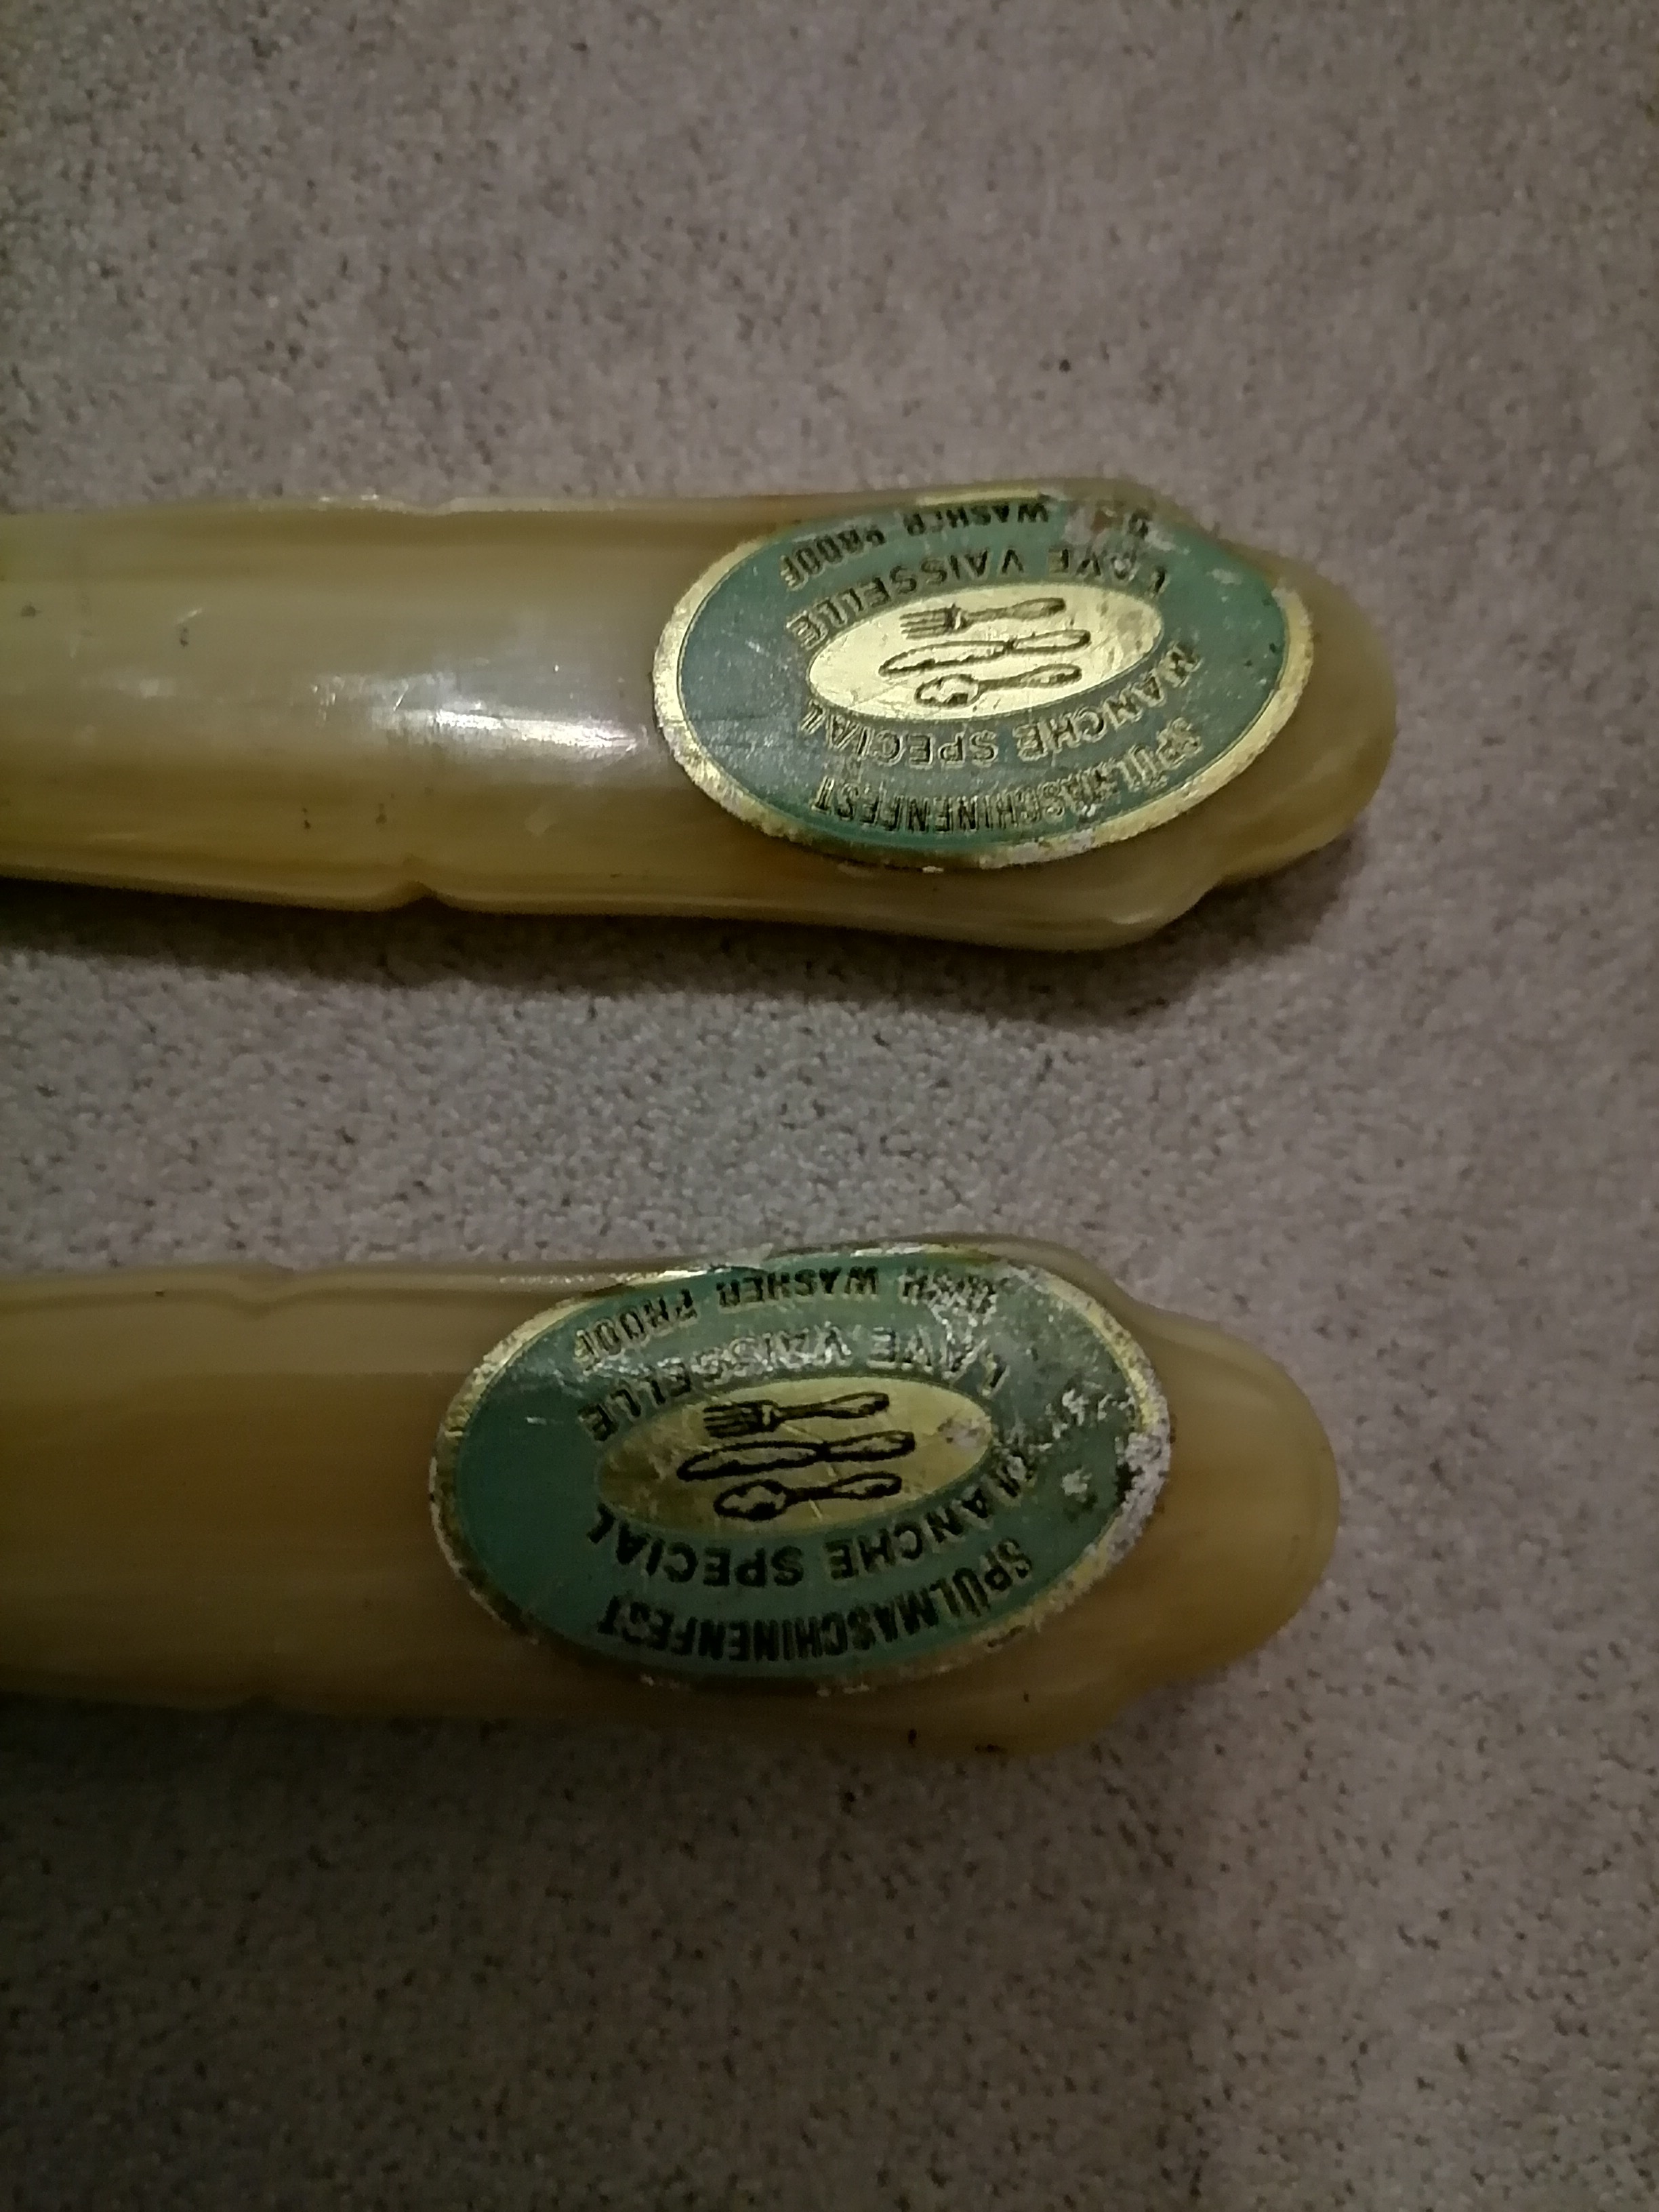 SPÜLMASCHINENFEST
MANCHE SPECIAL
LAVE VAISSELLE
DISH WASHER PROOF
SPÜLMASCHINENFEST
MANCHE SPECIAL
LAVE VAISSELLE
WASHER PROOF